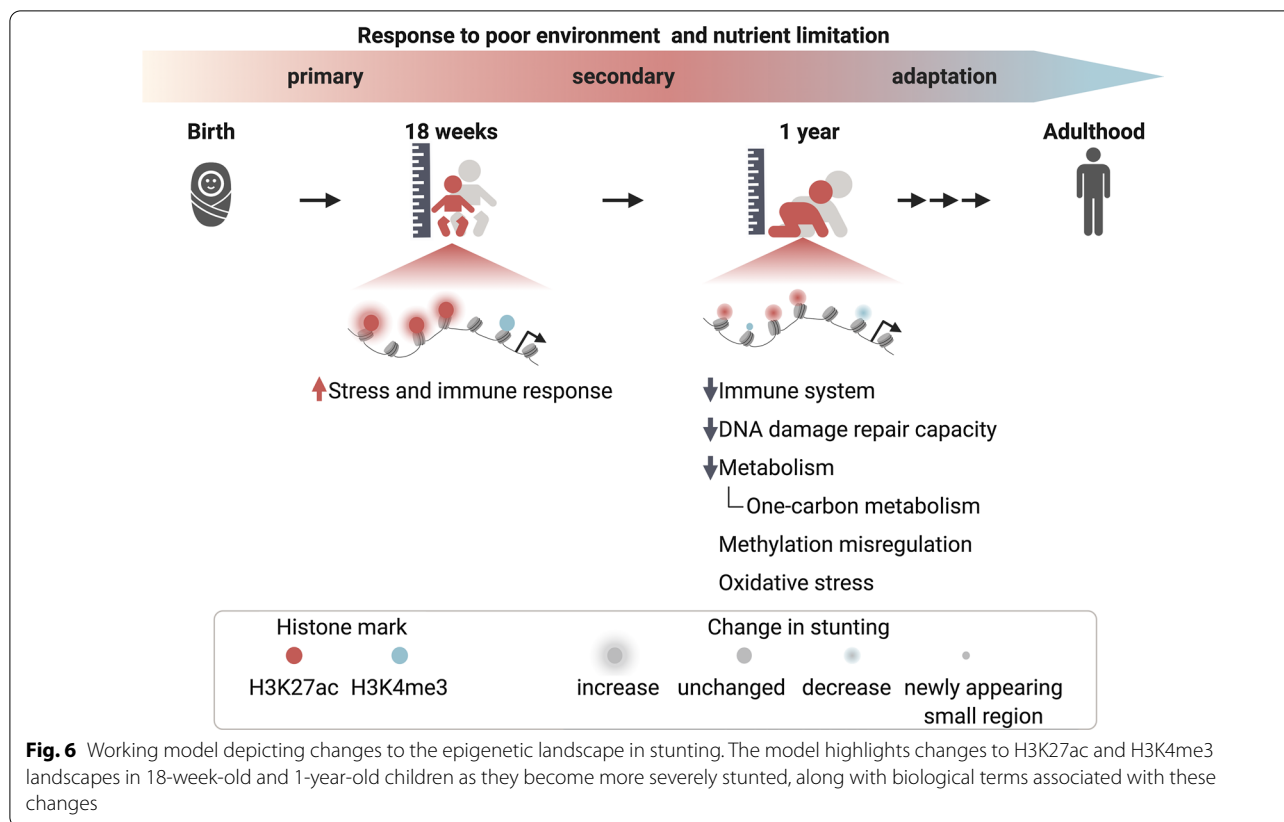 Response to poor environment and nutrient limitation
primary secondary adaptation
Birth 18 weeks 1 year Adulthood
Stress and immune response
Immune system
DNA damage repair capacity
Metabolism
One-carbon metabolism
Methylation misregulation
Oxidative stress
Histone mark
H3K27ac H3K4me3
Change in stunting
increase unchanged decrease newly appearing
small region
Fig. 6 Working model depicting changes to the epigenetic landscape in stunting. The model highlights changes to H3K27ac and H3K4me3
landscapes in 18-week-old and 1-year-old children as they become more severely stunted, along with biological terms associated with these
changes